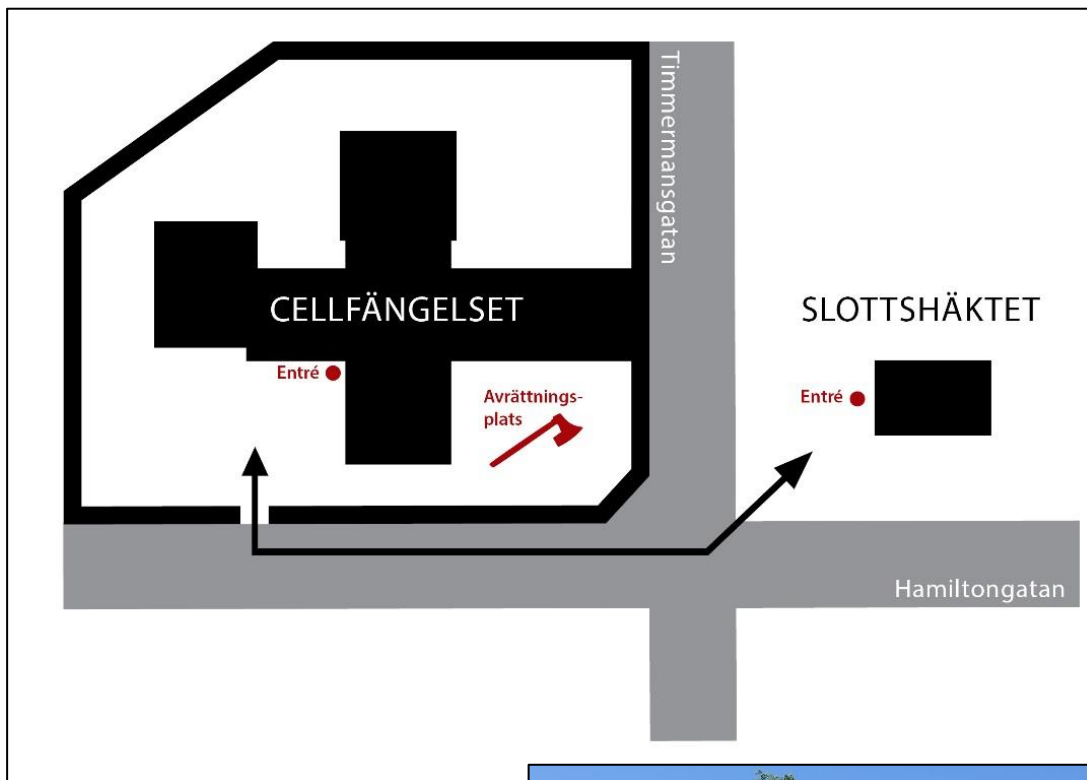 Timmermansgatan
CELLFÄNGELSET
SLOTTSHÄKTET
Entré
Avrättnings-
plats
Entré
Hamiltongatan